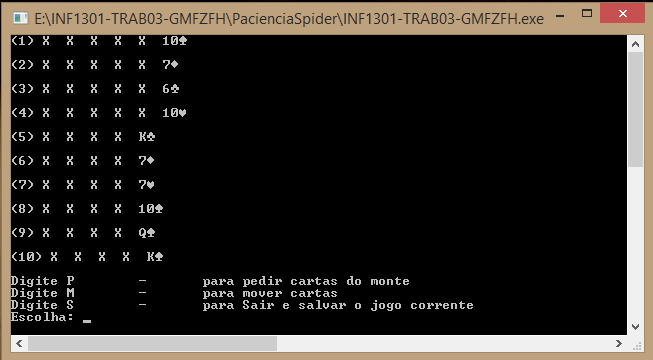 E:\INF1301-TRAB03-GMFZFH\PacienciaSpider\INF1301-TRAB03-GMFZFH.exe
(1) X X X X X 10♠
(2) X X X X X 7♦
(3) X X X X X 6♣
(4) X X X X X 10♥
(5) X X X X K♠
(6) X X X X 7♦
(7) X X X X 7♥
(8) X X X X 10♠
(9) X X X X Q♠
(10) X X X X K♠
Digite P - para pedir cartas do monte
Digite M - para mover cartas
Digite S - para Sair e salvar o jogo corrente
Escolha: _